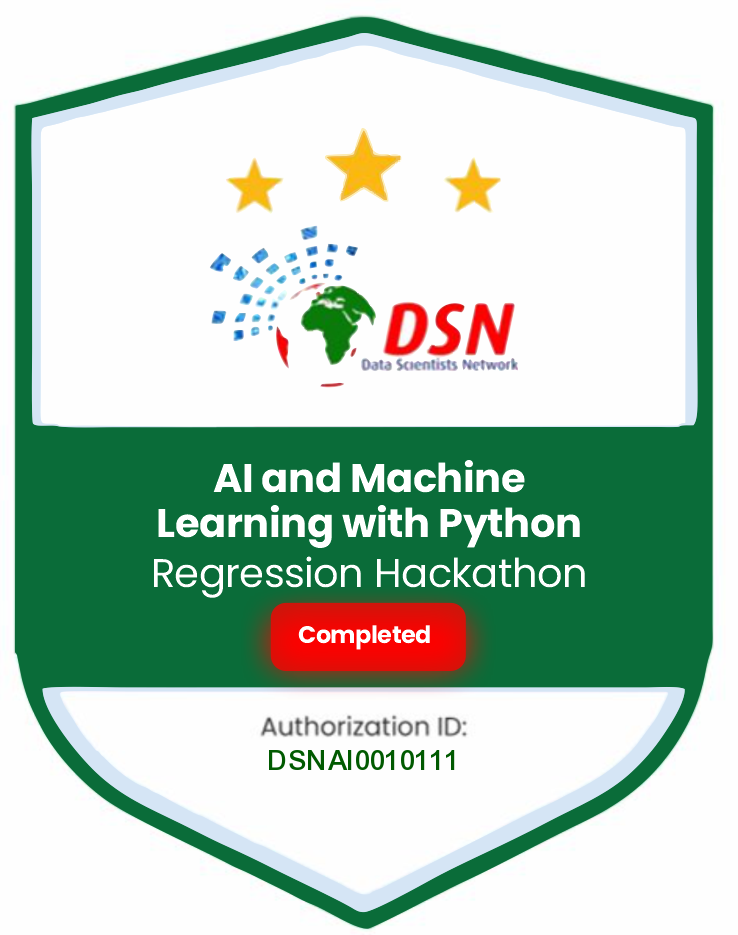 DSN
Data Scientists Network
AI and Machine
Learning with Python
Regression Hackathon
Completed
Authorization ID:
DSNAI0010111